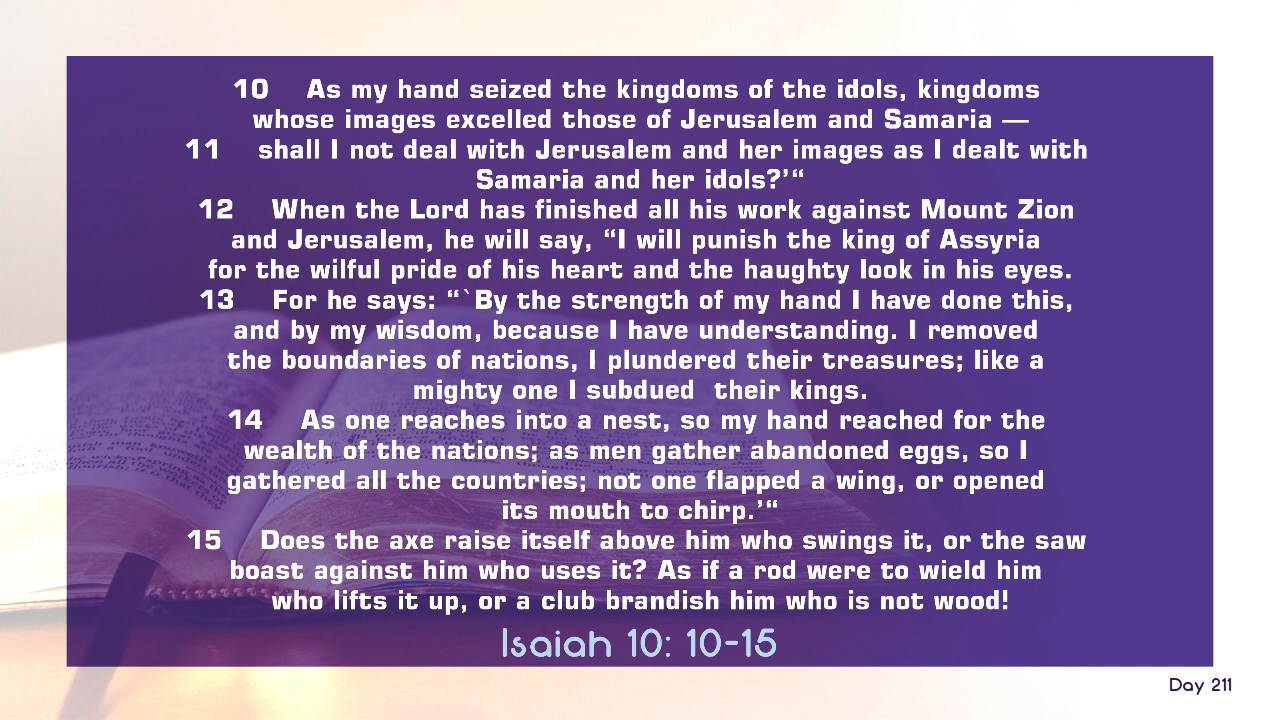 10 As my hand seized the kingdoms of the idols, kingdoms
whose images excelled those of Jerusalem and Samaria —
11 shall I not deal with Jerusalem and her images as I dealt with
Samaria and her idols?’“
12 When the Lord has finished all his work against Mount Zion
and Jerusalem, he will say, “I will punish the king of Assyria
for the wilful pride of his heart and the haughty look in his eyes.
13 For he says: “`By the strength of my hand I have done this,
and by my wisdom, because I have understanding. I removed
the boundaries of nations, I plundered their treasures; like a
mighty one I subdued their kings.
14 As one reaches into a nest, so my hand reached for the
wealth of the nations; as men gather abandoned eggs, so I
gathered all the countries; not one flapped a wing, or opened
its mouth to chirp.’“
15 Does the axe raise itself above him who swings it, or the saw
boast against him who uses it? As if a rod were to wield him
who lifts it up, or a club brandish him who is not wood!
Isaiah 10: 10-15
Day 211